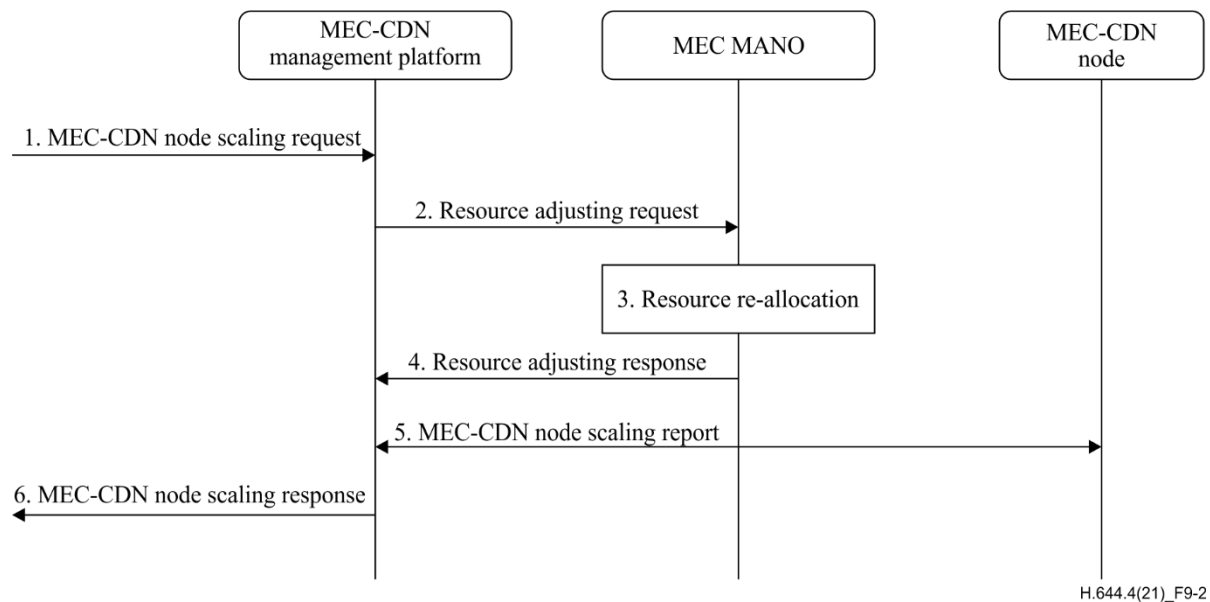 MEC-CDN
management platform
MEC MANO
MEC-CDN
node
1. MEC-CDN node scaling request
2. Resource adjusting request
3. Resource re-allocation
4. Resource adjusting response
5. MEC-CDN node scaling report
6. MEC-CDN node scaling response
H.644.4(21)_F9-2